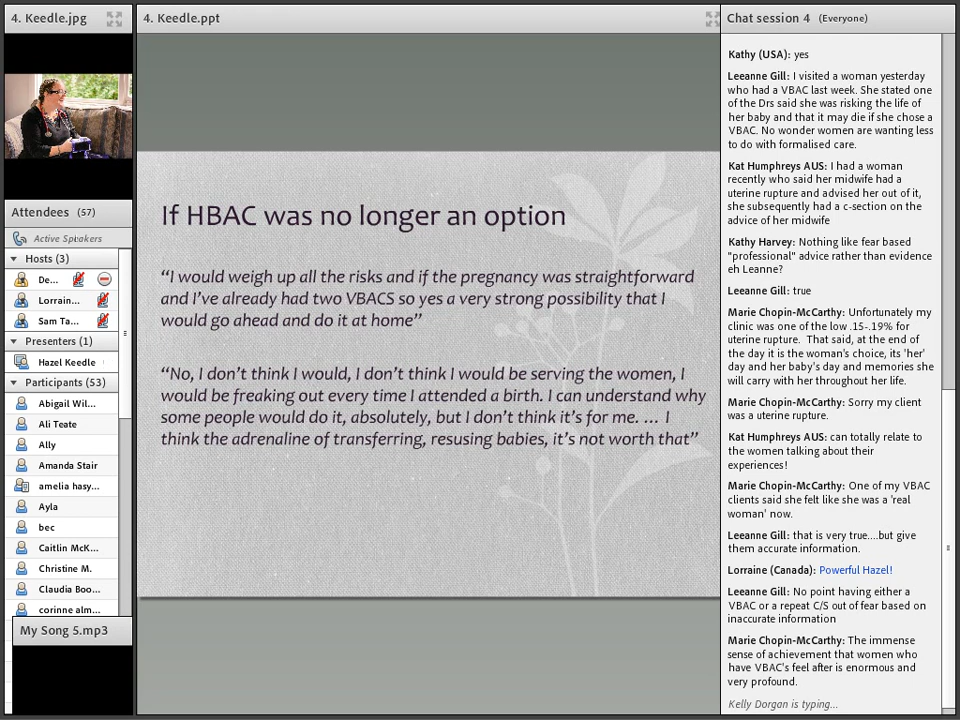 4. Keedle.jpg
Attendees (57)
Active Speakers
Hosts (3)
De...
Lorrain...
Sam Ta...
Presenters (1)
Hazel Keedle
Participants (53)
Abigail Wil...
Ali Teate
Ally
Amanda Stair
amelia hasy...
Ayla
bec
Caitlin McK...
Christine M.
Claudia Boo...
corinne alm...
My Song 5.mp3
4. Keedle.ppt
If HBAC was no longer an option
“I would weigh up all the risks and if the pregnancy was straightforward
and I’ve already had two VBACS so yes a very strong possibility that I
would go ahead and do it at home”
“No, I don’t think I would, I don’t think I would be serving the women, I
would be freaking out every time I attended a birth. I can understand why
some people would do it, absolutely, but I don’t think it’s for me. … I
think the adrenaline of transferring, resusing babies, it’s not worth that”
Chat session 4 (Everyone)
Kathy (USA): yes
Leeanne Gill: I visited a woman yesterday
who had a VBAC last week. She stated one
of the Drs said she was risking the life of
her baby and that it may die if she chose a
VBAC. No wonder women are wanting less
to do with formalised care.
Kat Humphreys AUS: I had a woman
recently who said her midwife had a
uterine rupture and advised her out of it,
she subsequently had a c-section on the
advice of her midwife
Kathy Harvey: Nothing like fear based
"professional" advice rather than evidence
eh Leanne?
Leeanne Gill: true
Marie Chopin-McCarthy: Unfortunately my
clinic was one of the low .15-.19% for
uterine rupture. That said, at the end of
the day it is the woman's choice, its 'her'
day and her baby's day and memories she
will carry with her throughout her life.
Marie Chopin-McCarthy: Sorry my client
was a uterine rupture.
Kat Humphreys AUS: can totally relate to
the women talking about their
experiences!
Marie Chopin-McCarthy: One of my VBAC
clients said she felt like she was a 'real
woman' now.
Leeanne Gill: that is very true....but give
them accurate information.
Lorraine (Canada): Powerful Hazel!
Leeanne Gill: No point having either a
VBAC or a repeat C/S out of fear based on
inaccurate information
Marie Chopin-McCarthy: The immense
sense of achievement that women who
have VBAC's feel after is enormous and
very profound.
Kelly Dorgan is typing...